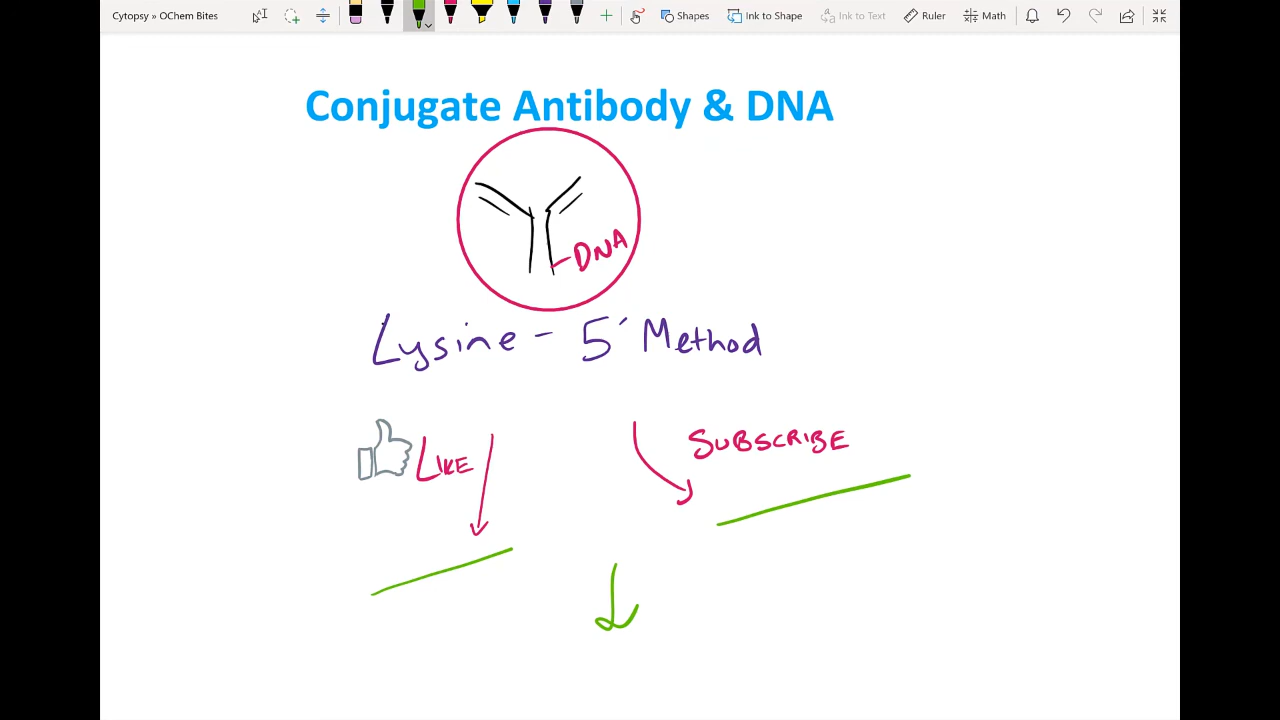 Cytopsy » OChem Bites
Shapes Ink to Shape Ink to Text Ruler Math
Conjugate Antibody & DNA
DNA
Lysine - 5' Method
LIKE
SUBSCRIBE